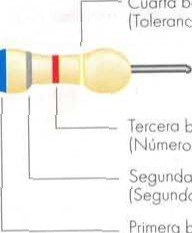 Cuarta b
(Toleranc
Tercera b
(Número
Segunda
(Segundo
Primera b